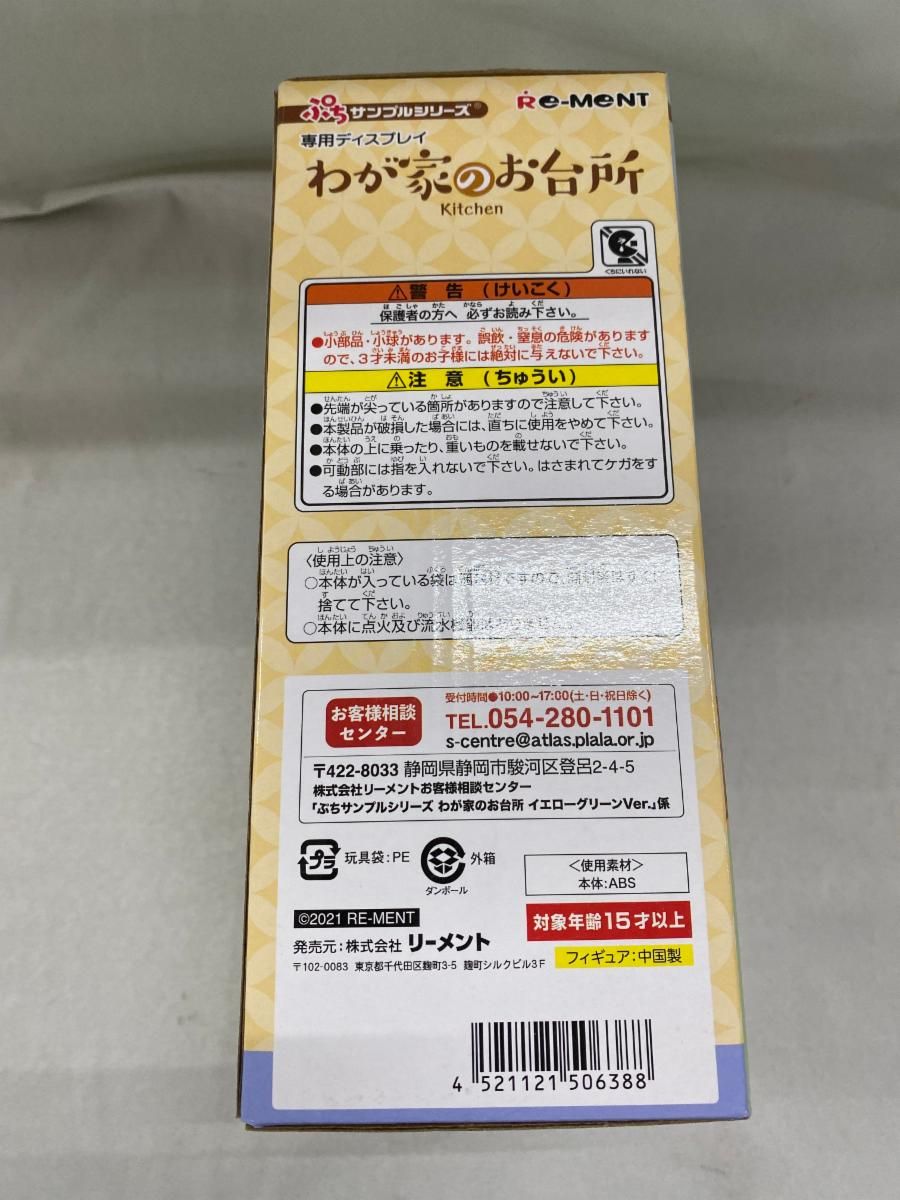 ぷちサンプルシリーズ® RE-MENT
専用ディスプレイ
わが家のお台所
Kitchen
くちにいれない
⚠警告(けいこく)
保護者の方へ 必ずお読み下さい。
●小部品・小球があります。誤飲・窒息の危険があります
ので、3才未満のお子様には絶対に与えないで下さい。
⚠注意(ちゅうい)
●先端が尖っている箇所がありますので注意して下さい。
●本製品が破損した場合には、直ちに使用をやめて下さい。
●本体の上に乗ったり、重いものを載せないで下さい。
●可動部には指を入れないで下さい。はさまれてケガをす
る場合があります。
〈使用上の注意〉
○本体が入っている袋は ですので、開封後はすぐに
捨てて下さい。
○本体に点火及び流水機能はありません。
お客様相談
センター
受付時間●10:00~17:00(土・日・祝日除く)
TEL.054-280-1101
s-centre@atlas.plala.or.jp
〒422-8033 静岡県静岡市駿河区登呂2-4-5
株式会社リーメントお客様相談センター
「ぷちサンプルシリーズ わが家のお台所 イエローグリーンVer.」係
プラ 玩具袋:PE
ダンボール 外箱
<使用素材>
本体:ABS
©2021 RE-MENT
対象年齢15才以上
発売元:株式会社 リーメント
フィギュア:中国製
〒102-0083 東京都千代田区麹町3-5 麹町シルクビル3F
4 521121 506388